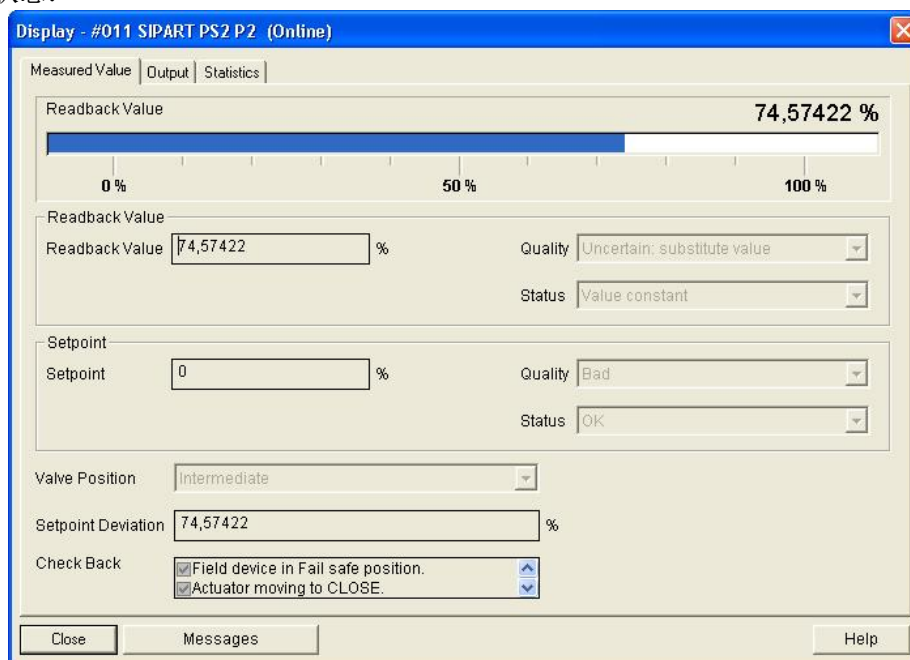 Display - #011 SIPART PS2 P2 (Online)
Measured Value Output Statistics
Readback Value
74,57422 %
0 % 50 % 100 %
Readback Value
Readback Value 74,57422 % Quality Uncertain: substitute value
Status Value constant
Setpoint
Setpoint 0 % Quality Bad
Status OK
Valve Position Intermediate
Setpoint Deviation 74,57422 %
Check Back Field device in Fail safe position.
Actuator moving to CLOSE.
Close Messages Help